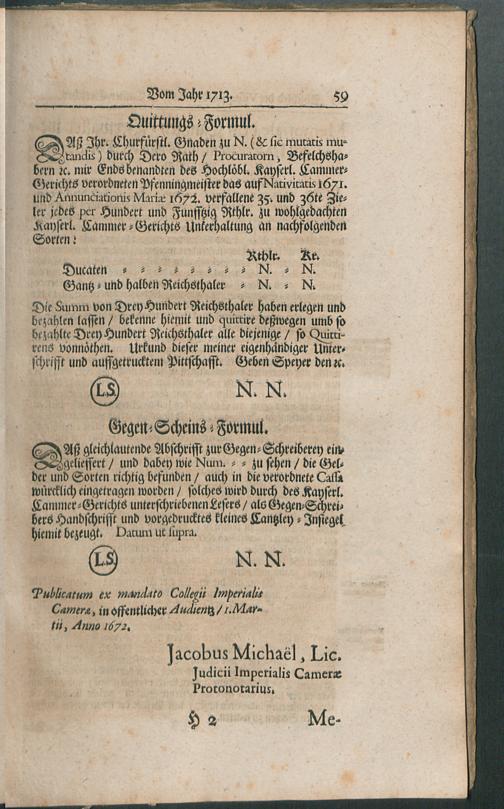 Vom Jahr 1713. 59
Quittungs-Formul.
DAß Ihr. Churfürstl. Gnaden zu N. (& sic mutatis mu-
tandis) durch Dero Rath / Procuratorn, Befelchsha-
bern ꝛc. mir Ends benandten des Hochlöbl. Kayserl. Cammer-
Gerichts verordneten Pfenningmeister das auf Nativitatis 1671.
und Annunciationis Mariæ 1672. verfallene 35. und 36te Zie-
ler jedes per Hundert und Funfftzig Rthlr. zu wohlgedachten
Kayserl. Cammer-Gerichts Unterhaltung an nachfolgenden
Sorten:
Rthlr. Kr.
Ducaten - - - - - - - - N. - N.
Gantz- und halben Reichsthaler - N. - N.
Die Summ von Drey Hundert Reichsthaler haben erlegen und
bezahlen lassen / bekenne hiemit und quittire deßwegen umb so
bezahlte Drey Hundert Reichsthaler alle diejenige / so Quitti-
rens vonnöthen. Urkund dieser meiner eigenhändiger Unter-
schrifft und auffgetrucktem Pittschafft. Geben Speyer den ꝛc.
L.S. N. N.
Gegen-Scheins-Formul.
DAß gleichlautende Abschrifft zur Gegen-Schreiberey ein-
geliessert / und dabey wie Num. - - zu sehen / die Gel-
der und Sorten richtig befunden / auch in die verordnete Cassa
würcklich eingetragen worden / solches wird durch des Kayserl.
Cammer-Gerichts unterschriebenen Lesers / als Gegen-Schrei-
bers Handschrifft und vorgedrucktes kleines Cantzley-Insiegel
hiemit bezeugt. Datum ut supra.
L.S. N. N.
Publicatum ex mandato Collegii Imperialis
Cameræ, in offentlicher Audientz / 1. Mar-
tii, Anno 1672.
Jacobus Michaël, Lic.
Judicii Imperialis Cameræ
Protonotarius.
H 2 Me-